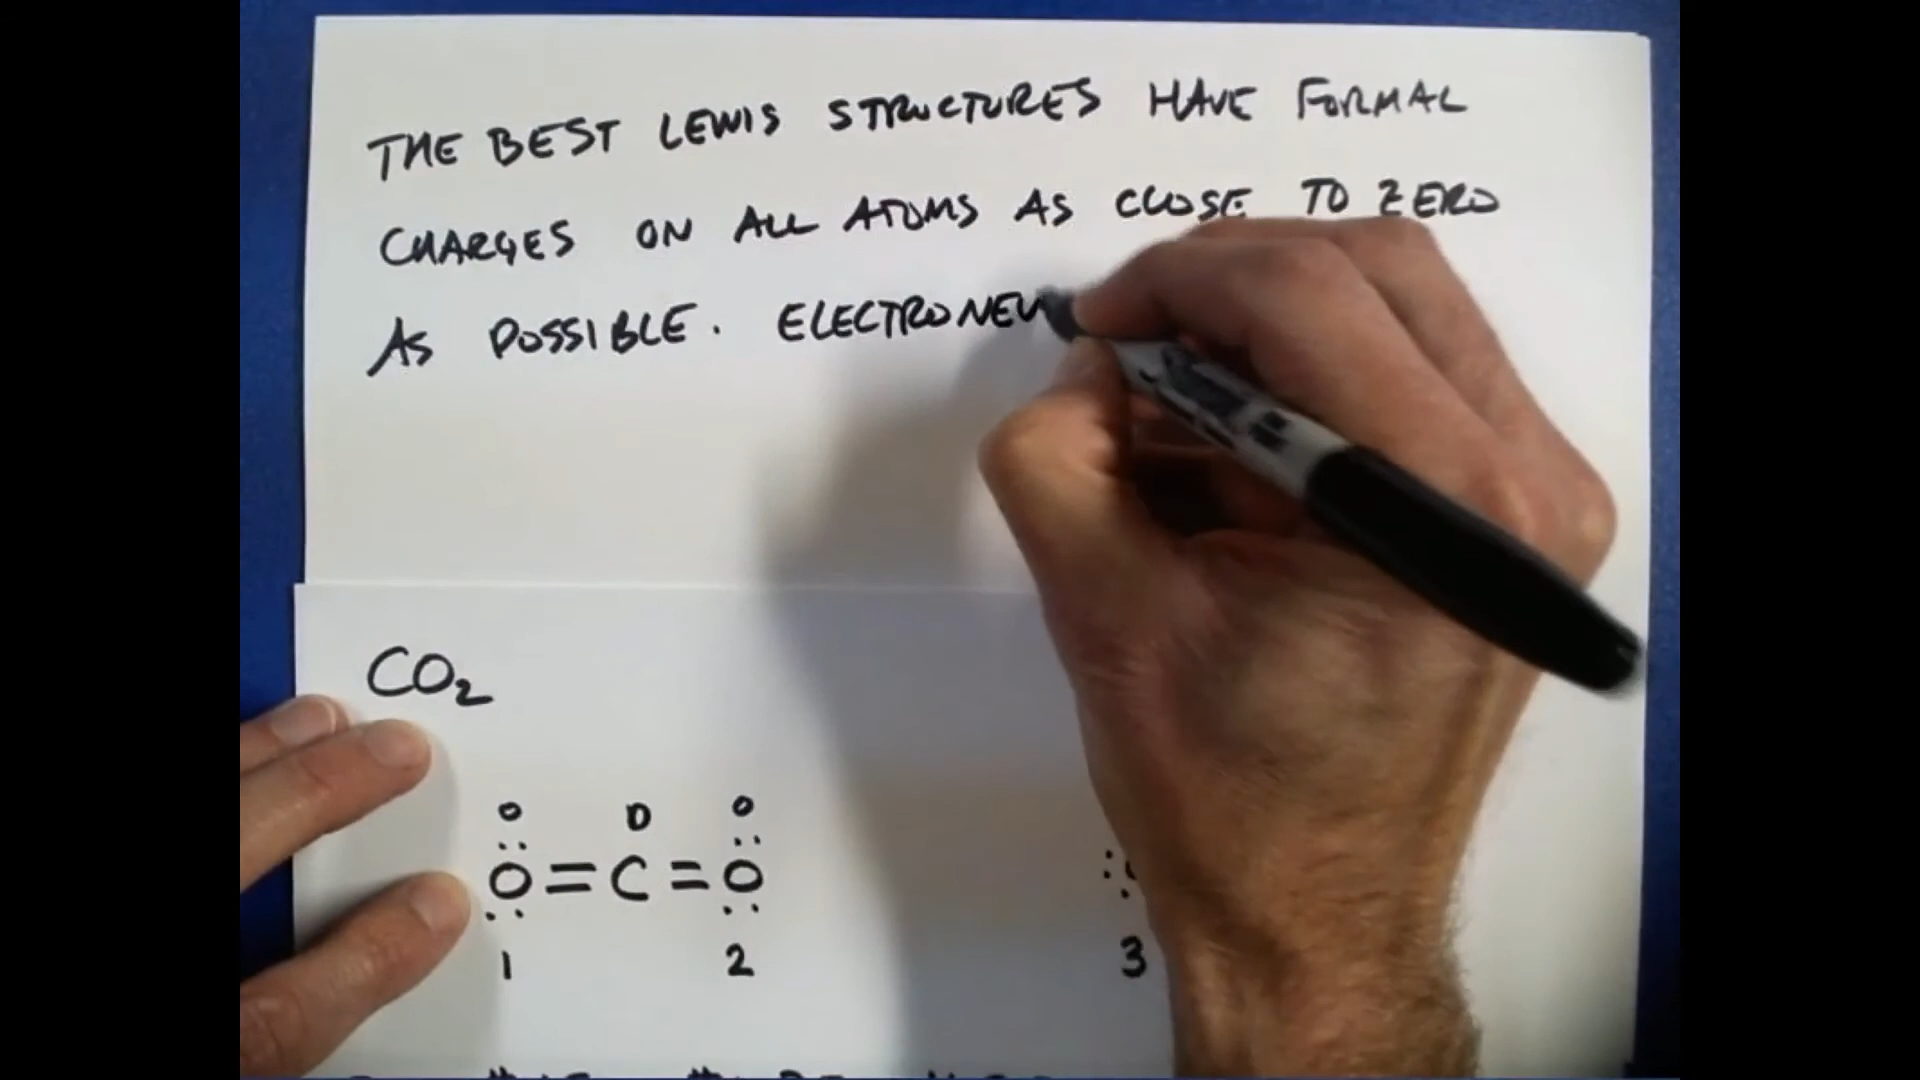 THE BEST LEWIS STRUCTURES HAVE FORMAL
CHARGES ON ALL ATOMS AS CLOSE TO ZERO
AS POSSIBLE. ELECTRONEU
CO₂
0 0 0
:O=C=O:
1 2 3